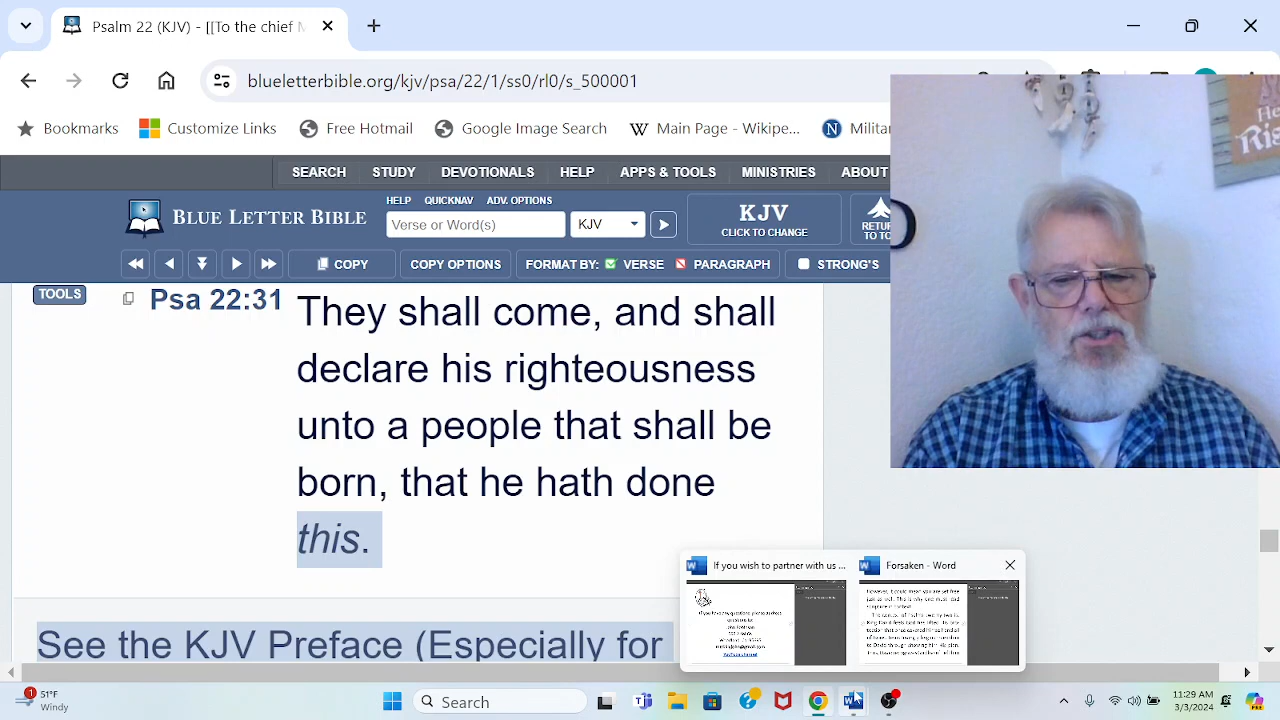 Psalm 22 (KJV) - [[To the chief M
blueletterbible.org/kjv/psa/22/1/ss0/rl0/s_500001
Bookmarks Customize Links Free Hotmail Google Image Search Main Page - Wikipe... Militar
SEARCH STUDY DEVOTIONALS HELP APPS & TOOLS MINISTRIES ABOUT
HELP QUICKNAV ADV. OPTIONS
BLUE LETTER BIBLE
Verse or Word(s) KJV
KJV
CLICK TO CHANGE
RETU
TO TO
COPY COPY OPTIONS FORMAT BY: VERSE PARAGRAPH STRONG'S
TOOLS Psa 22:31 They shall come, and shall
declare his righteousness
unto a people that shall be
born, that he hath done
this.
See the KJV Preface (Especially for
If you wish to partner with us ... Forsaken - Word
51°F
Windy
Search
11:29 AM
3/3/2024